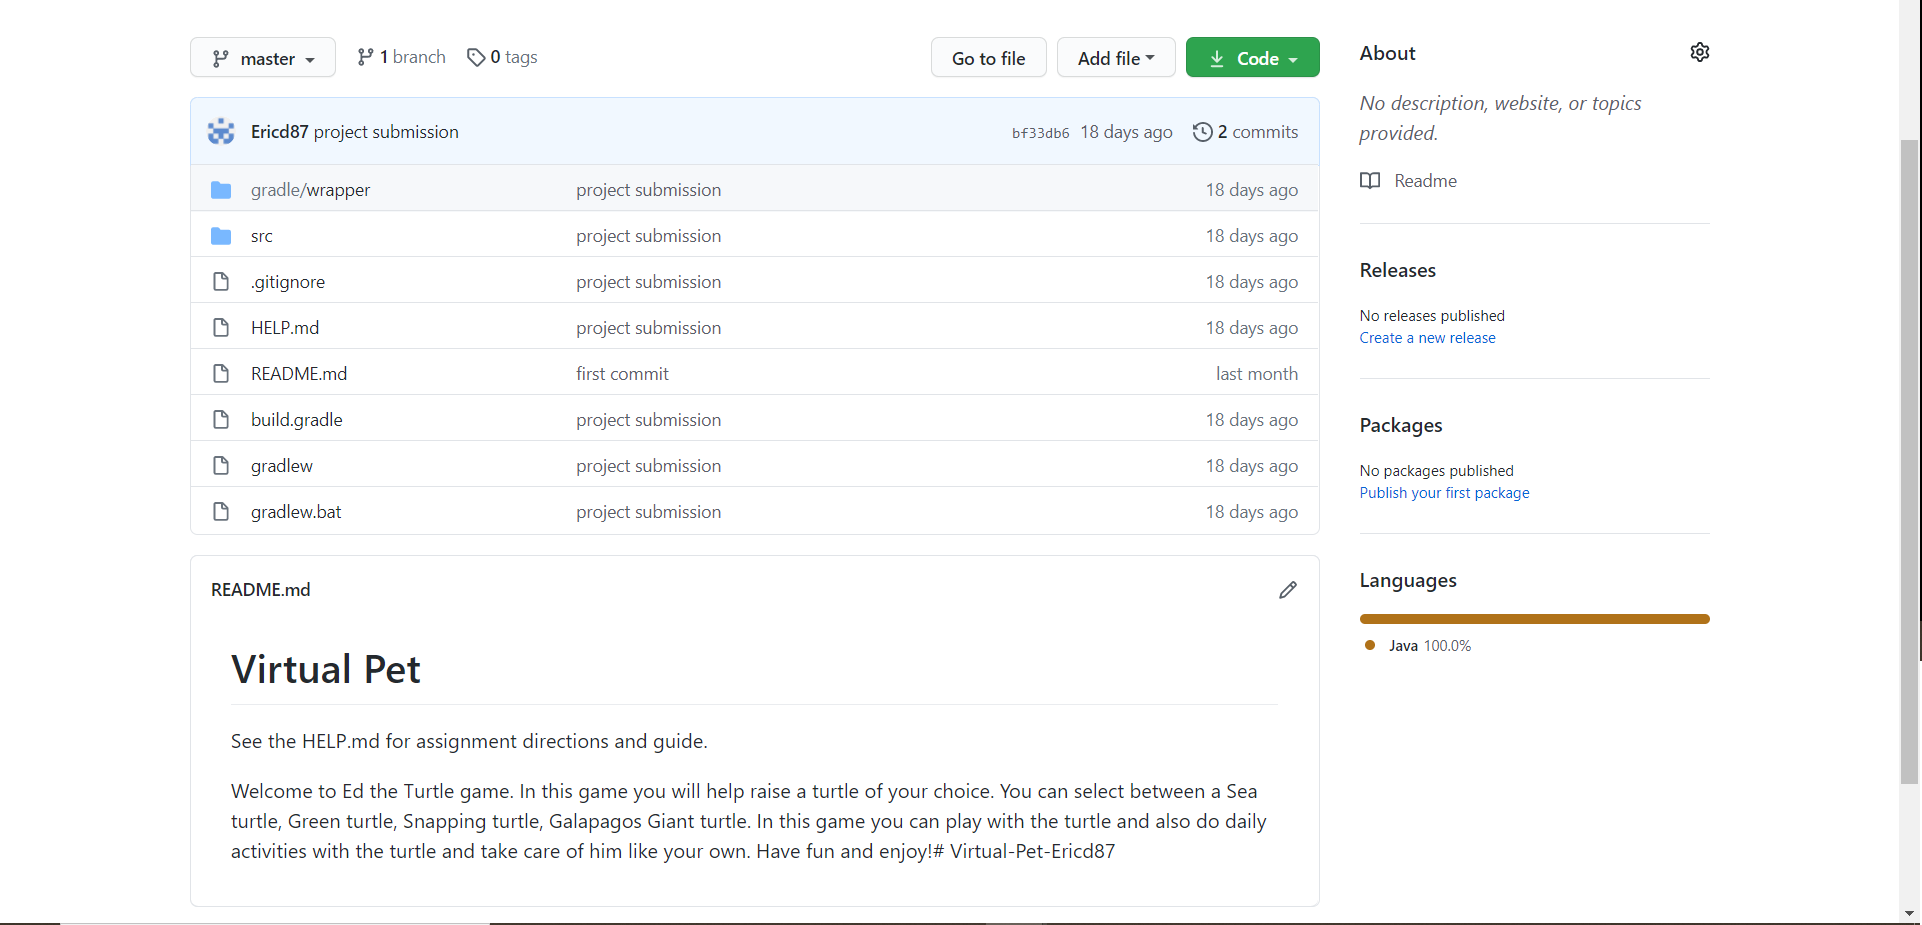 master 1 branch 0 tags Go to file Add file Code
Ericd87 project submission bf33db6 18 days ago 2 commits
gradle/wrapper project submission 18 days ago
src project submission 18 days ago
.gitignore project submission 18 days ago
HELP.md project submission 18 days ago
README.md first commit last month
build.gradle project submission 18 days ago
gradlew project submission 18 days ago
gradlew.bat project submission 18 days ago
README.md
Virtual Pet
See the HELP.md for assignment directions and guide.
Welcome to Ed the Turtle game. In this game you will help raise a turtle of your choice. You can select between a Sea
turtle, Green turtle, Snapping turtle, Galapagos Giant turtle. In this game you can play with the turtle and also do daily
activities with the turtle and take care of him like your own. Have fun and enjoy!# Virtual-Pet-Ericd87
About
No description, website, or topics
provided.
Readme
Releases
No releases published
Create a new release
Packages
No packages published
Publish your first package
Languages
Java 100.0%